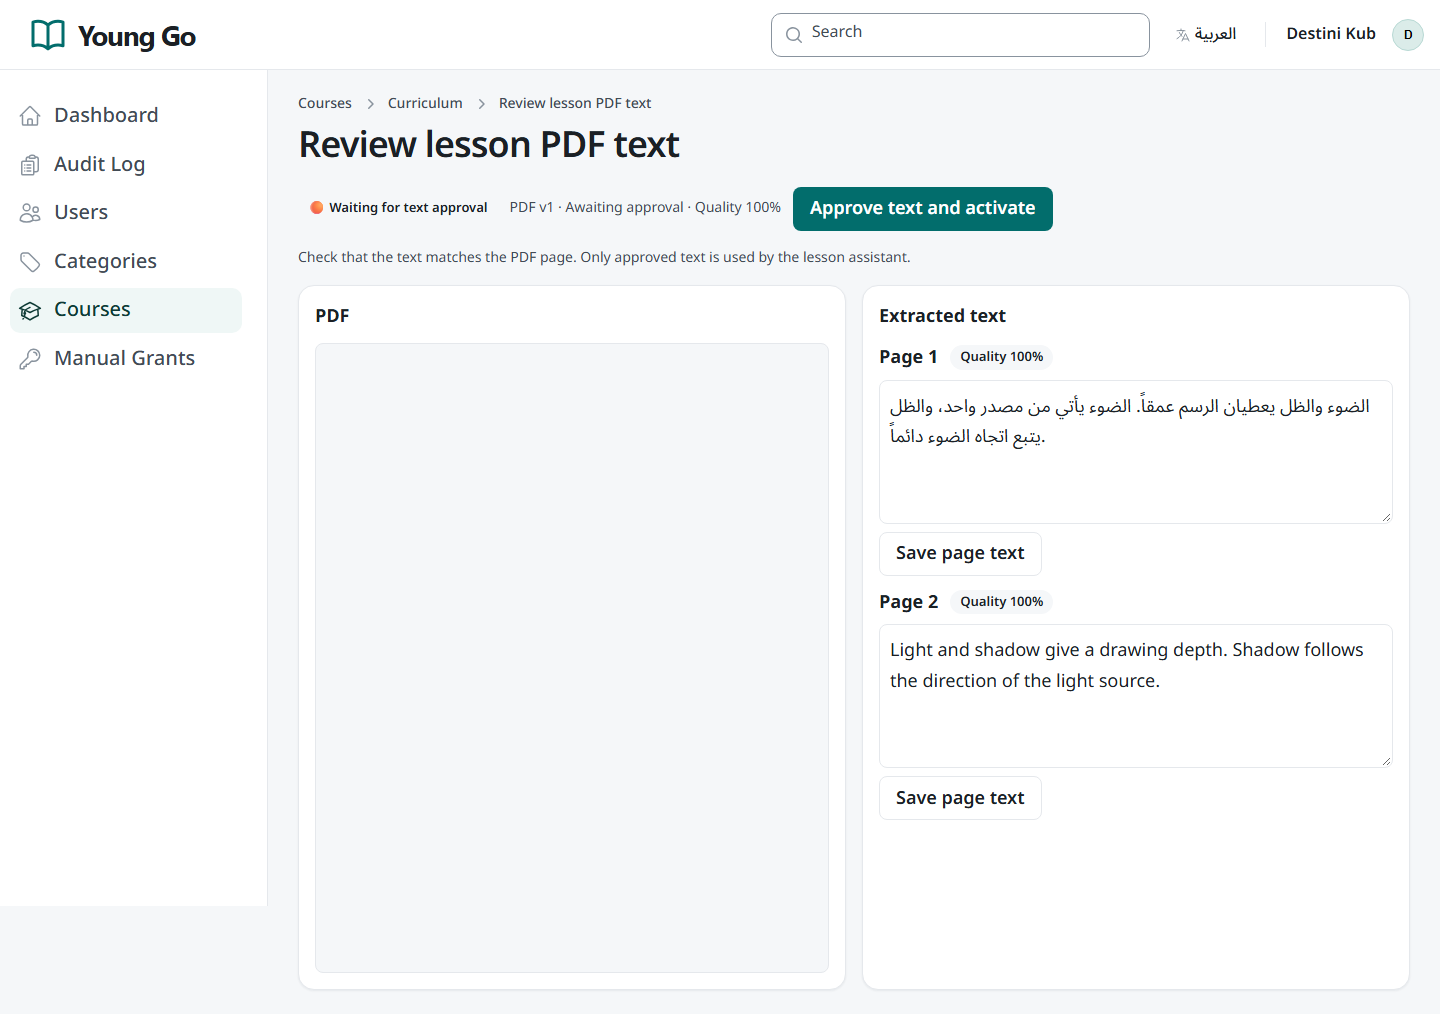 Young Go
Search
العربية
Destini Kub
D
Dashboard
Audit Log
Users
Categories
Courses
Manual Grants
Courses > Curriculum > Review lesson PDF text
Review lesson PDF text
Waiting for text approval
PDF v1 · Awaiting approval · Quality 100%
Approve text and activate
Check that the text matches the PDF page. Only approved text is used by the lesson assistant.
PDF
Extracted text
Page 1
Quality 100%
الضوء والظل يعطيان الرسم عمقاً. الضوء يأتي من مصدر واحد، والظل
يتبع اتجاه الضوء دائماً.
Save page text
Page 2
Quality 100%
Light and shadow give a drawing depth. Shadow follows
the direction of the light source.
Save page text